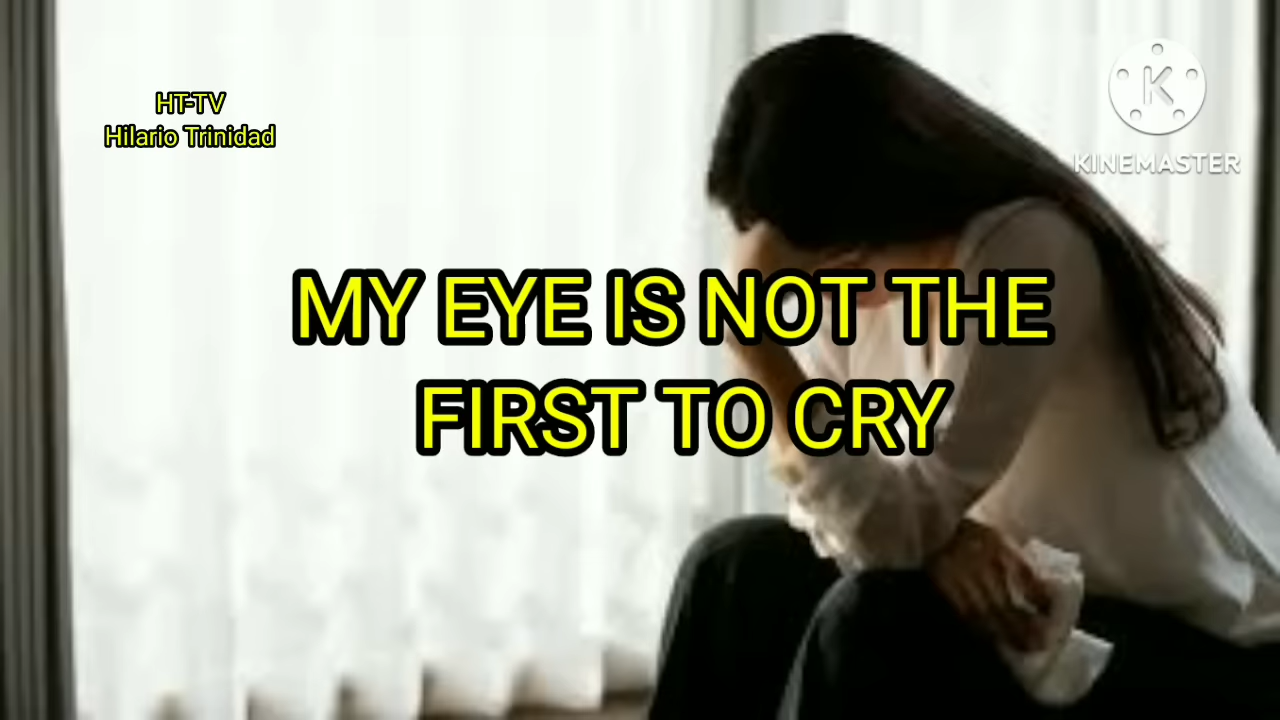 HT-TV
Hilario Trinidad
K
KINEMASTER
MY EYE IS NOT THE
FIRST TO CRY